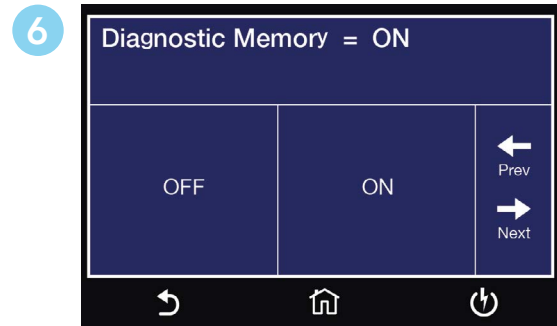 6
Diagnostic Memory = ON
OFF
ON
Prev
Next